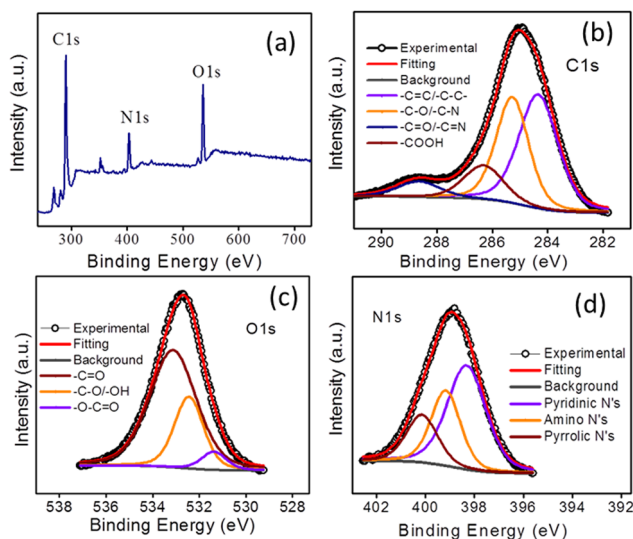 (a)
C1s
O1s
N1s
Intensity (a.u.)
300 400 500 600 700
Binding Energy (eV)
(b)
C1s
Experimental
Fitting
Background
-C=C/-C-C-
-C-O/-C-N
-C=O/-C=N
-COOH
Intensity (a.u.)
290 288 286 284 282
Binding Energy (eV)
(c)
O1s
Experimental
Fitting
Background
-C=O
-C-O/-OH
-O-C=O
Intensity (a.u.)
538 536 534 532 530 528
Binding Energy (eV)
(d)
N1s
Experimental
Fitting
Background
Pyridinic N's
Amino N's
Pyrrolic N's
Intensity (a.u.)
402 400 398 396 394 392
Binding Energy (eV)